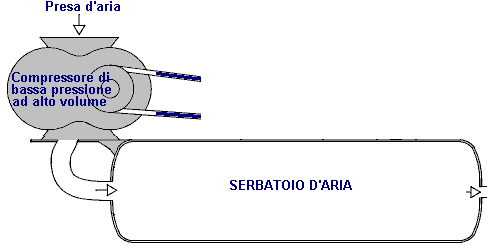 Presa d'aria
Compressore di
bassa pressione
ad alto volume
SERBATOIO D'ARIA